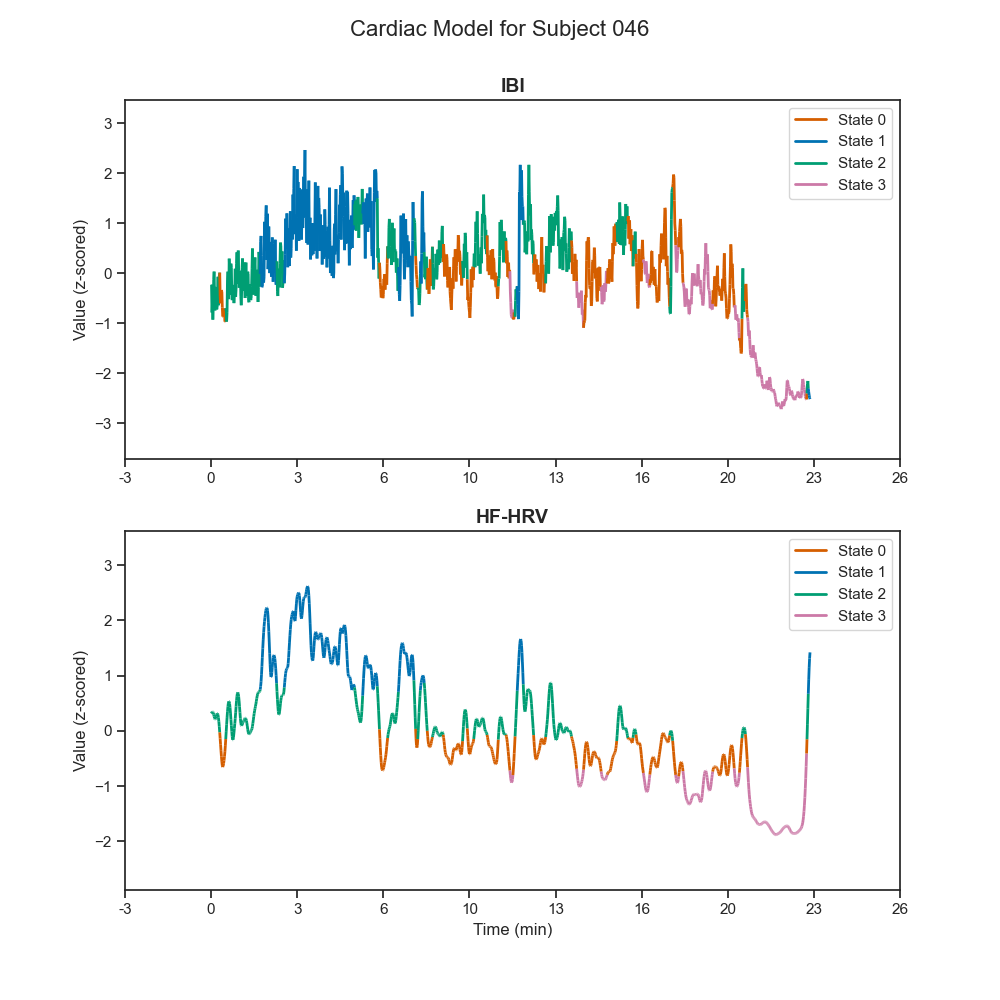 Cardiac Model for Subject 046
IBI
Value (z-scored)
3
2
1
0
−1
−2
−3
-3
0
3
6
10
13
16
20
23
26
State 0
State 1
State 2
State 3
HF-HRV
Value (z-scored)
3
2
1
0
−1
−2
-3
0
3
6
10
13
16
20
23
26
State 0
State 1
State 2
State 3
Time (min)